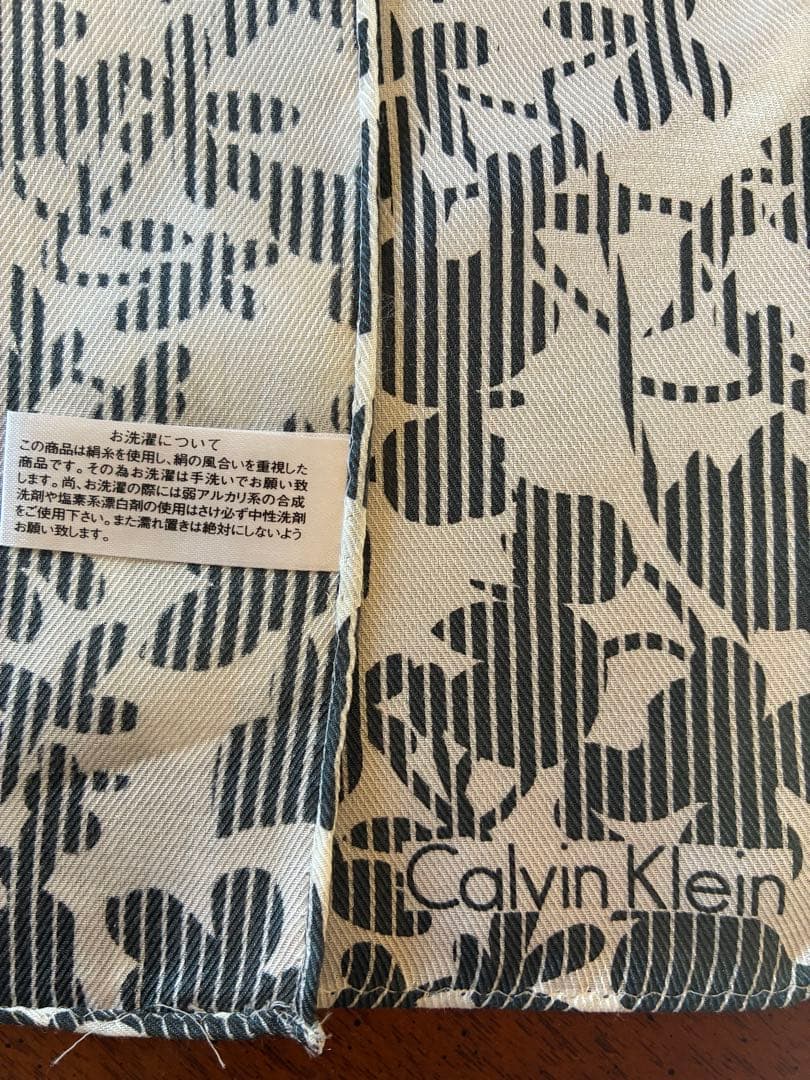 お洗濯について
この商品は絹糸を使用し、絹の風合いを重視した
商品です。その為お洗濯は手洗いでお願い致
します。尚、お洗濯の際には弱アルカリ系の合成
洗剤や塩素系漂白剤の使用はさけ必ず中性洗剤
をご使用下さい。また濡れ置きは絶対にしないよう
お願い致します。
Calvin Klein